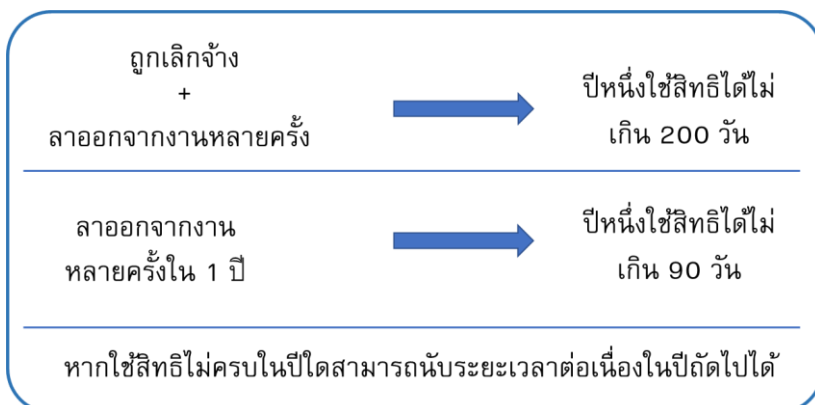 ถูกเลิกจ้าง
+
ลาออกจากงานหลายครั้ง
ปีหนึ่งใช้สิทธิได้ไม่
เกิน 200 วัน
ลาออกจากงาน
หลายครั้งใน 1 ปี
ปีหนึ่งใช้สิทธิได้ไม่
เกิน 90 วัน
หากใช้สิทธิไม่ครบในปีใดสามารถนับระยะเวลาต่อเนื่องในปีถัดไปได้